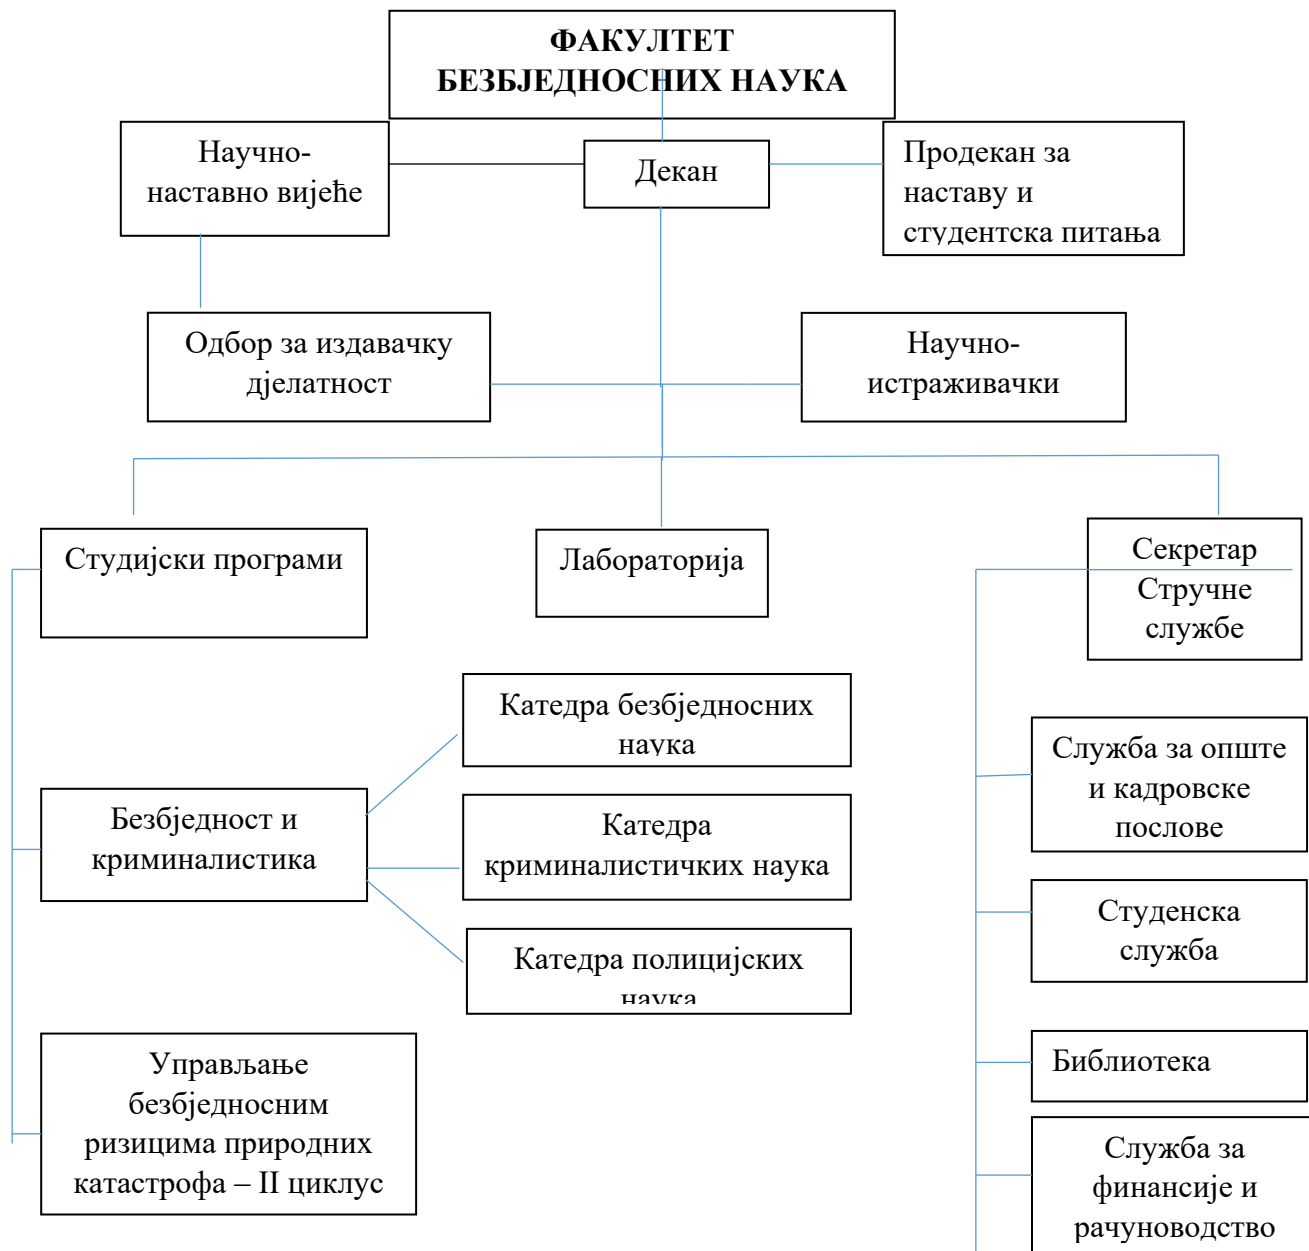 ФАКУЛТЕТ
БЕЗБЈЕДНОСНИХ НАУКА
Научно-
наставно вијеће
Декан
Продекан за
наставу и
студентска питања
Одбор за издавачку
дјелатност
Научно-
истраживачки
Студијски програми
Лабораторија
Секретар
Стручне
службе
Катедра безбједносних
наука
Безбједност и
криминалистика
Катедра
криминалистичких наука
Катедра полицијских
наука
Управљање
безбједносним
ризицима природних
катастрофа – II циклус
Служба за опште
и кадровске
послове
Студенска
служба
Библиотека
Служба за
финансије и
рачуноводство